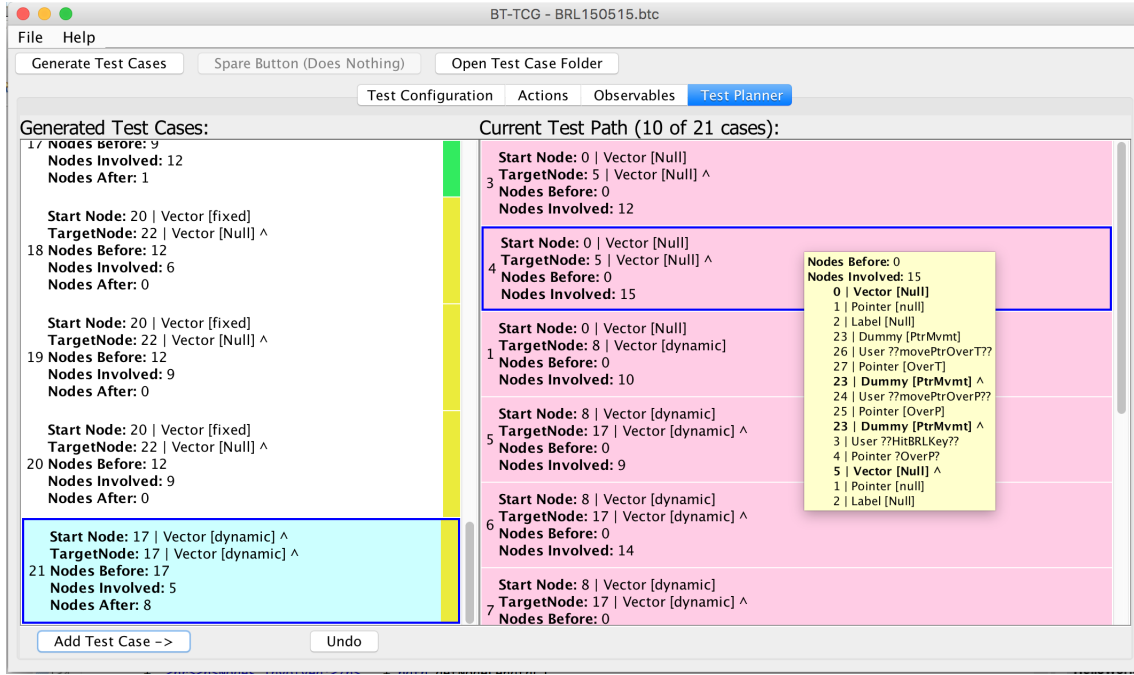 BT-TCG - BRL150515.btc
File Help
Generate Test Cases Spare Button (Does Nothing) Open Test Case Folder
Test Configuration Actions Observables Test Planner
Generated Test Cases:
17 Nodes Before: 9
Nodes Involved: 12
Nodes After: 1
Start Node: 20 | Vector [fixed]
TargetNode: 22 | Vector [Null] ^
18 Nodes Before: 12
Nodes Involved: 6
Nodes After: 0
Start Node: 20 | Vector [fixed]
TargetNode: 22 | Vector [Null] ^
19 Nodes Before: 12
Nodes Involved: 9
Nodes After: 0
Start Node: 20 | Vector [fixed]
TargetNode: 22 | Vector [Null] ^
20 Nodes Before: 12
Nodes Involved: 9
Nodes After: 0
Start Node: 17 | Vector [dynamic] ^
TargetNode: 17 | Vector [dynamic] ^
21 Nodes Before: 17
Nodes Involved: 5
Nodes After: 8
Add Test Case -> Undo
Current Test Path (10 of 21 cases):
Start Node: 0 | Vector [Null]
TargetNode: 5 | Vector [Null] ^
3 Nodes Before: 0
Nodes Involved: 12
Start Node: 0 | Vector [Null]
TargetNode: 5 | Vector [Null] ^
4 Nodes Before: 0
Nodes Involved: 15
Start Node: 0 | Vector [Null]
TargetNode: 8 | Vector [dynamic]
1 Nodes Before: 0
Nodes Involved: 10
Start Node: 8 | Vector [dynamic]
TargetNode: 17 | Vector [dynamic] ^
5 Nodes Before: 0
Nodes Involved: 9
Start Node: 8 | Vector [dynamic]
TargetNode: 17 | Vector [dynamic] ^
6 Nodes Before: 0
Nodes Involved: 14
Start Node: 8 | Vector [dynamic]
TargetNode: 17 | Vector [dynamic] ^
7 Nodes Before: 0
Nodes Before: 0
Nodes Involved: 15
0 | Vector [Null]
1 | Pointer [null]
2 | Label [Null]
23 | Dummy [PtrMvmt]
26 | User ??movePtrOverT??
27 | Pointer [OverT]
23 | Dummy [PtrMvmt] ^
24 | User ??movePtrOverP??
25 | Pointer [OverP]
23 | Dummy [PtrMvmt] ^
3 | User ??HitBRLKey??
4 | Pointer ?OverP?
5 | Vector [Null] ^
1 | Pointer [null]
2 | Label [Null]